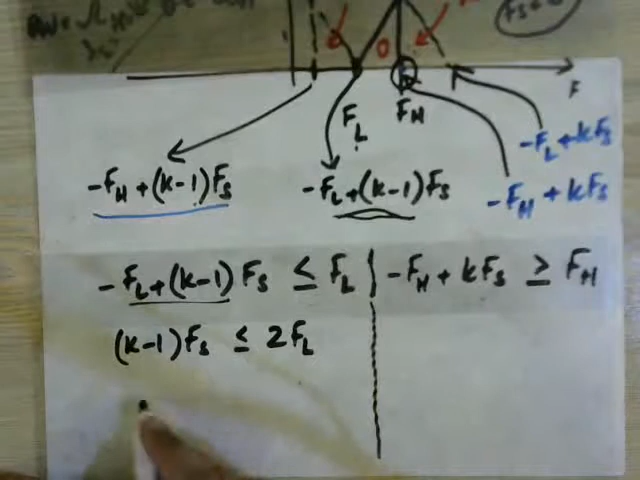 0
F
F_L
F_H
-F_L+kF_S
-F_H+(k-1)F_S
-F_L+(k-1)F_S
-F_H+kF_S
-F_L+(k-1)F_S ≤ F_L | -F_H+kF_S ≥ F_H
(k-1)F_S ≤ 2F_L